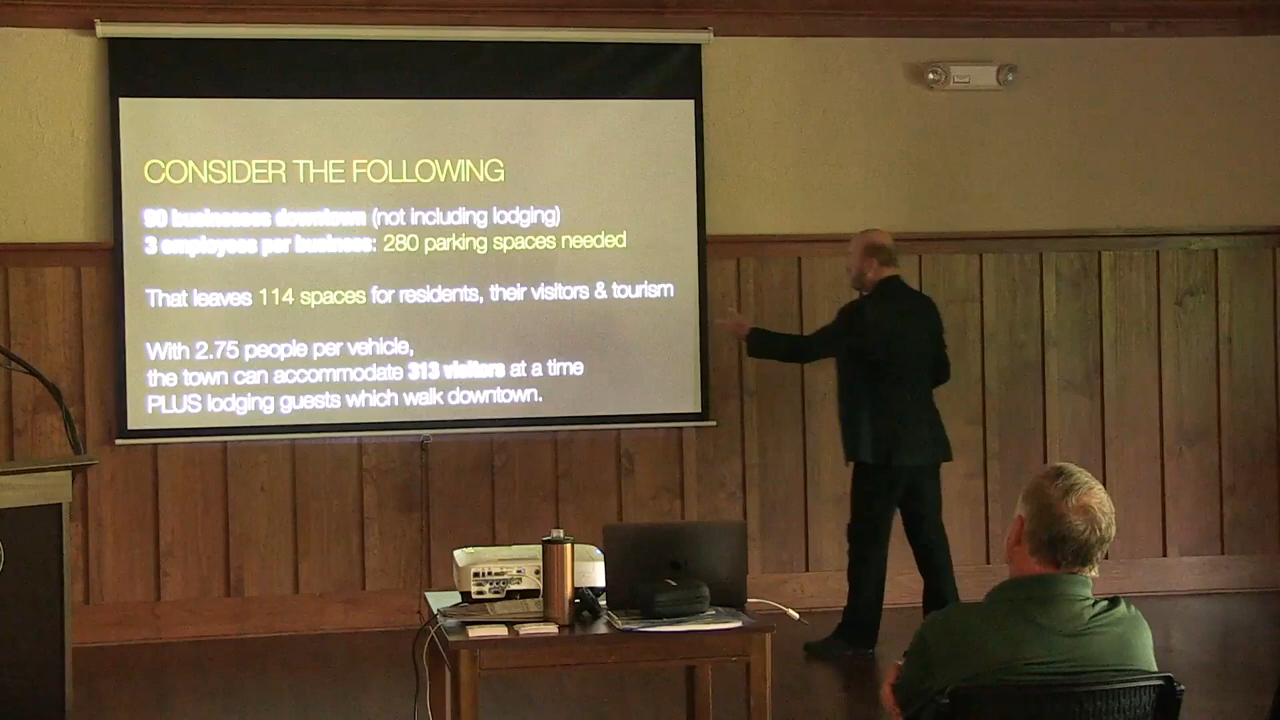 CONSIDER THE FOLLOWING
90 businesses downtown (not including lodging)
3 employees per business: 280 parking spaces needed
That leaves 114 spaces for residents, their visitors & tourism
With 2.75 people per vehicle,
the town can accommodate 313 visitors at a time
PLUS lodging guests which walk downtown.